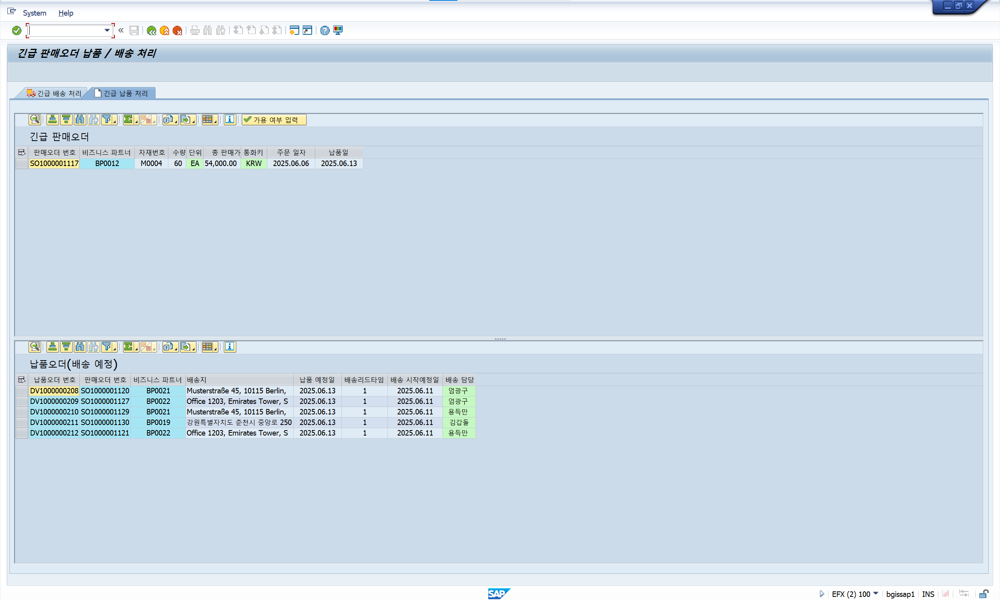 System Help
긴급 판매오더 납품 / 배송 처리
긴급 배송 처리 긴급 납품 처리
가용 여부 입력
긴급 판매오더
판매오더 번호 비즈니스 파트너 자재번호 수량 단위 총 판매가 통화키 주문 일자 납품일
SO1000001117 BP0012 M0004 60 EA 54,000.00 KRW 2025.06.06 2025.06.13
납품오더(배송 예정)
납품오더 번호 판매오더 번호 비즈니스 파트너 배송지 납품 예정일 배송리드타임 배송 시작예정일 배송 담당
DV1000000208 SO1000001120 BP0021 Musterstraße 45, 10115 Berlin, 2025.06.13 1 2025.06.11 엄광구
DV1000000209 SO1000001127 BP0022 Office 1203, Emirates Tower, S 2025.06.13 1 2025.06.11 엄광구
DV1000000210 SO1000001129 BP0021 Musterstraße 45, 10115 Berlin, 2025.06.13 1 2025.06.11 용득만
DV1000000211 SO1000001130 BP0019 강원특별자치도 춘천시 중앙로 250 2025.06.13 1 2025.06.11 김갑돌
DV1000000212 SO1000001121 BP0022 Office 1203, Emirates Tower, S 2025.06.13 1 2025.06.11 용득만
SAP EFX (2) 100 bgissap1 INS